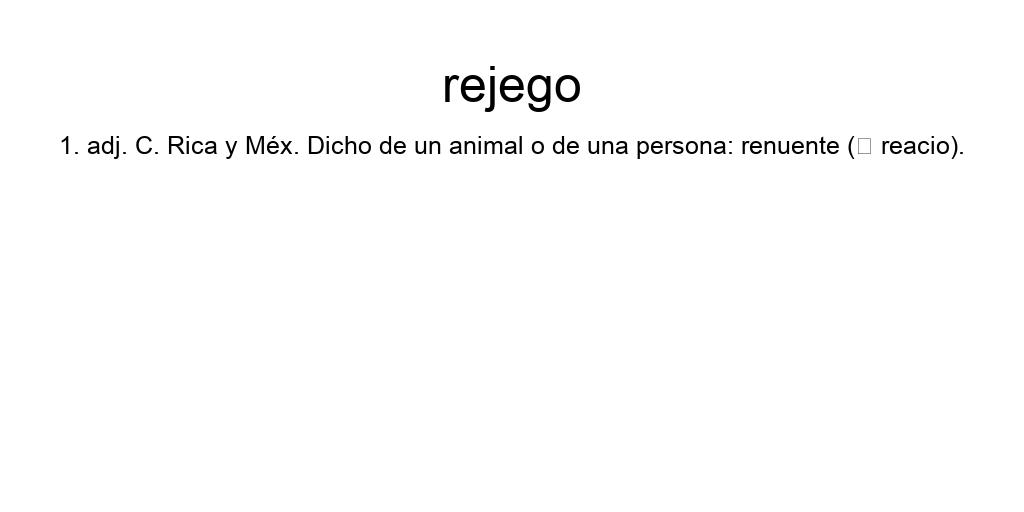 rejego
1. adj. C. Rica y Méx. Dicho de un animal o de una persona: renuente (□ reacio).